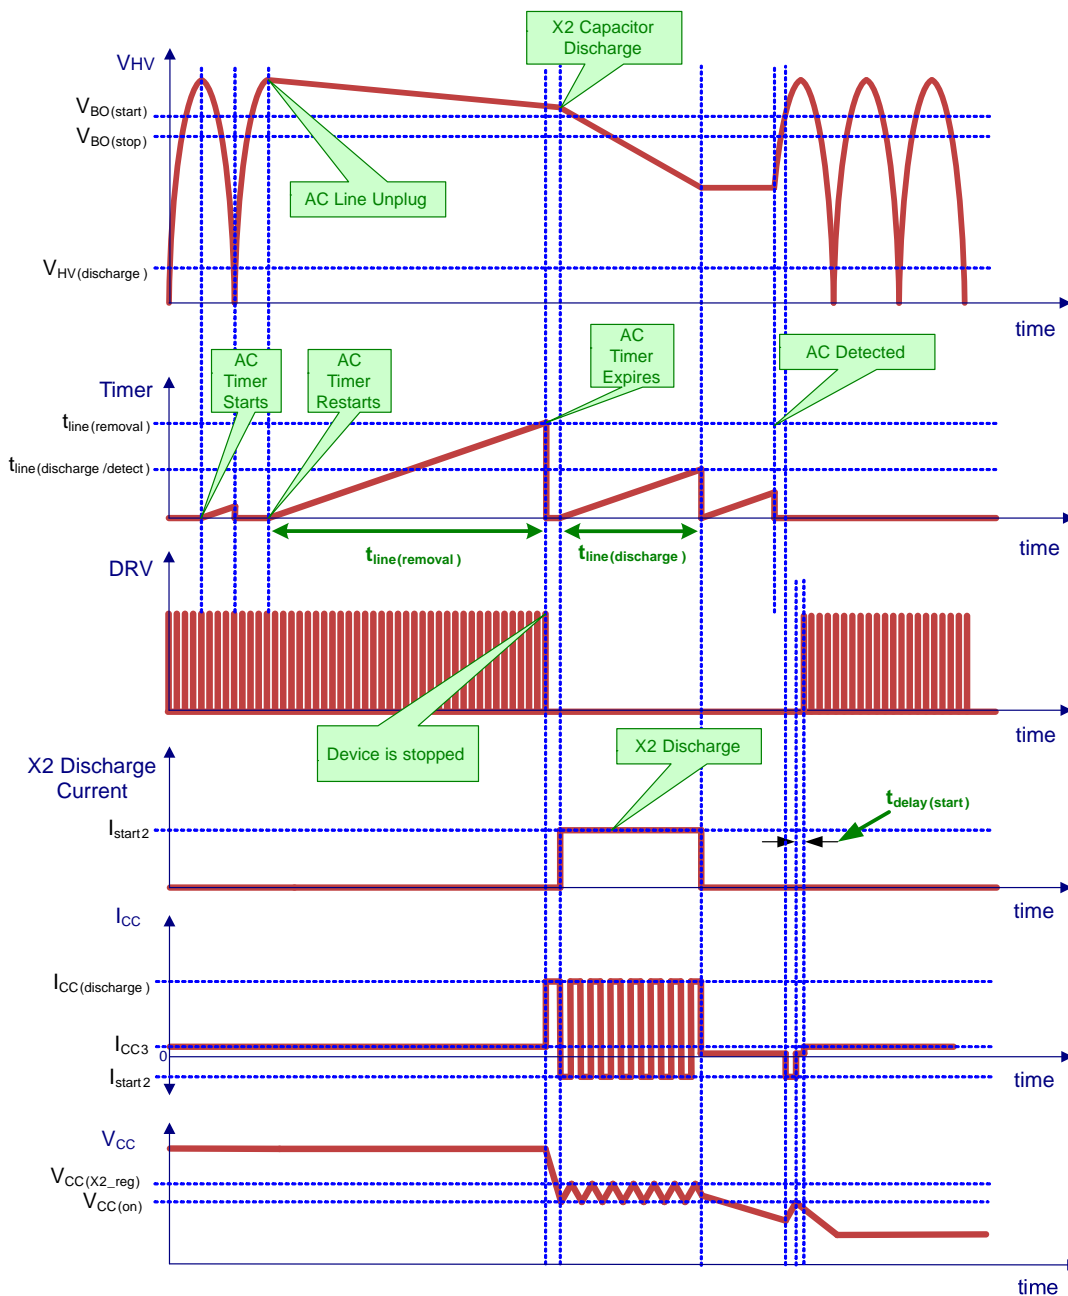 X2 Capacitor
Discharge
VHV
VBO(start)
VBO(stop)
AC Line Unplug
VHV(discharge )
time
AC
Timer
Starts
AC
Timer
Restarts
AC
Timer
Expires
AC Detected
Timer
tline(removal)
tline(discharge /detect)
time
tline(removal )
tline(discharge )
DRV
time
Device is stopped
X2 Discharge
X2 Discharge
Current
tdelay(start)
Istart2
time
ICC
ICC(discharge )
ICC3
0
Istart2
time
VCC
VCC(X2_reg)
VCC(on)
time